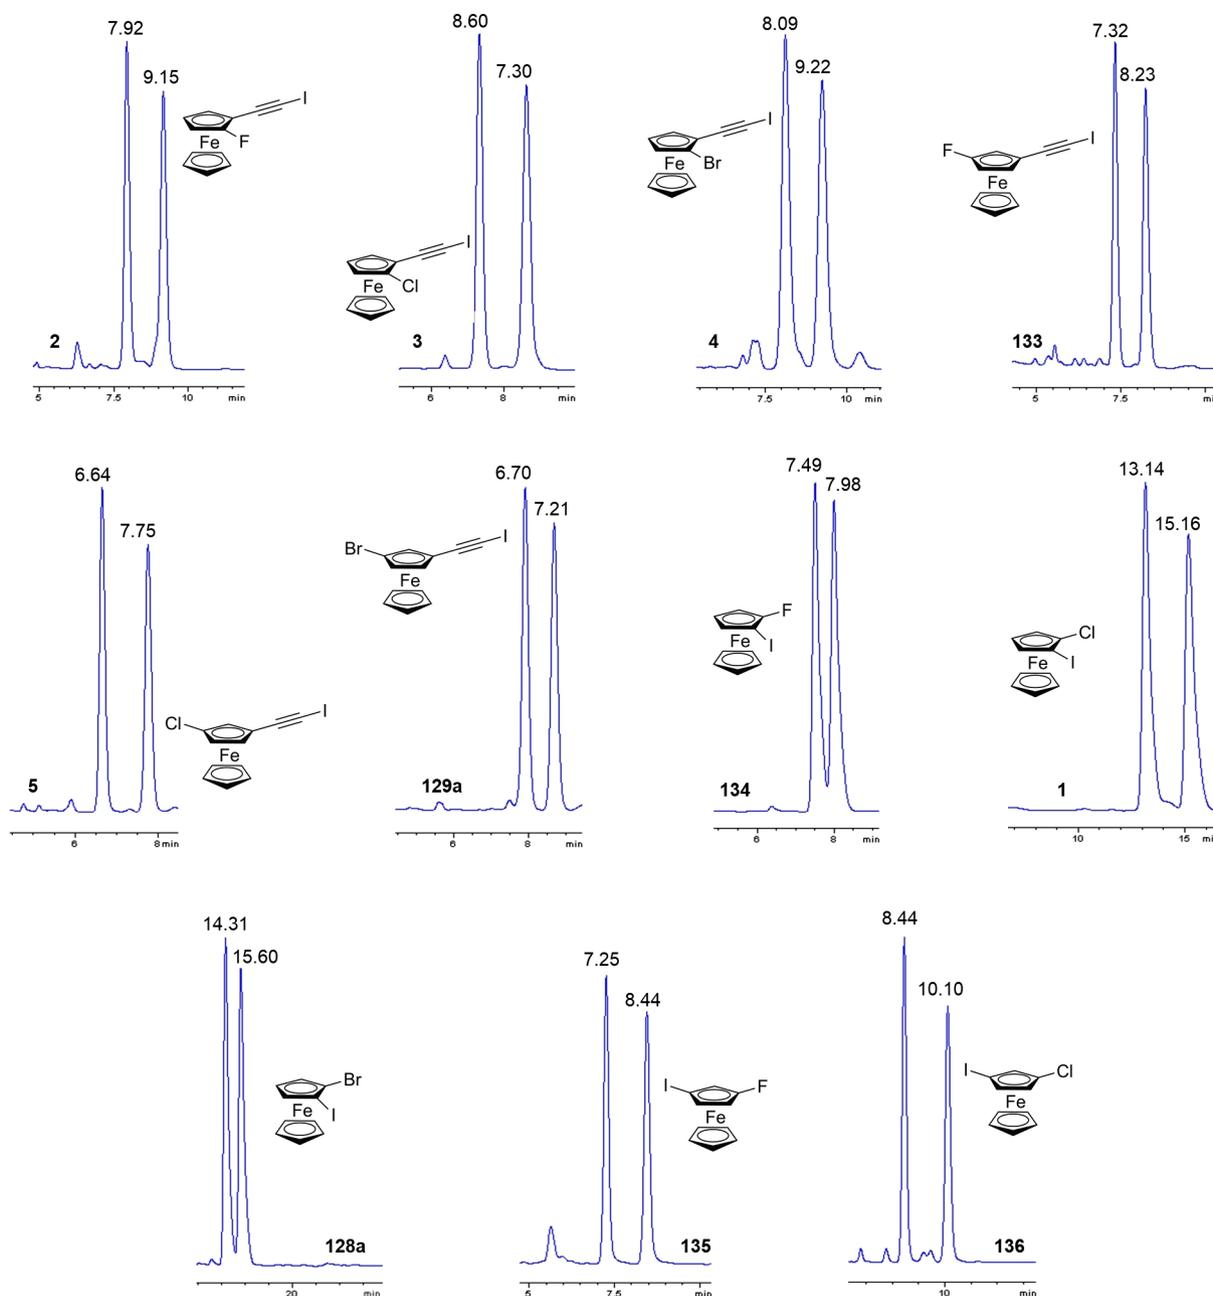 7.92
9.15
I
F
Fe
2
5 7.5 10 min
8.60
7.30
I
Cl
Fe
3
6 8 min
8.09
9.22
I
Br
Fe
4
7.5 10 min
7.32
8.23
I
F
Fe
133
5 7.5
6.64
7.75
I
Cl
Fe
5
6 8 min
6.70
7.21
I
Br
Fe
129a
6 8 min
7.49
7.98
F
I
Fe
134
6 8 min
13.14
15.16
Cl
I
Fe
1
10 15
14.31
15.60
Br
I
Fe
128a
20 min
7.25
8.44
I
F
Fe
135
5 7.5 min
8.44
10.10
I
Cl
Fe
136
10 min